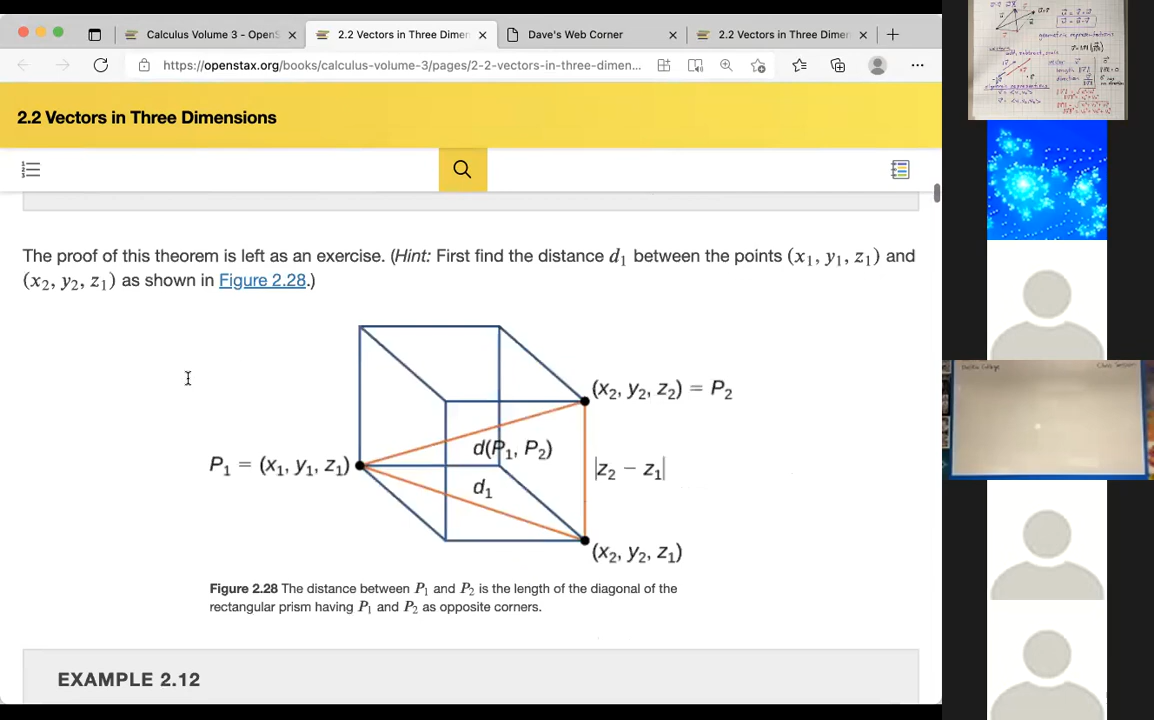 Calculus Volume 3 - OpenS
2.2 Vectors in Three Dimen
Dave's Web Corner
2.2 Vectors in Three Dimension
https://openstax.org/books/calculus-volume-3/pages/2-2-vectors-in-three-dimen...
2.2 Vectors in Three Dimensions
The proof of this theorem is left as an exercise. (Hint: First find the distance d₁ between the points (x₁, y₁, z₁) and
(x₂, y₂, z₁) as shown in Figure 2.28.)
(x₂, y₂, z₂) = P₂
d(P₁, P₂)
P₁ = (x₁, y₁, z₁)
|z₂ − z₁|
d₁
(x₂, y₂, z₁)
Figure 2.28 The distance between P₁ and P₂ is the length of the diagonal of the
rectangular prism having P₁ and P₂ as opposite corners.
EXAMPLE 2.12
geometric representations